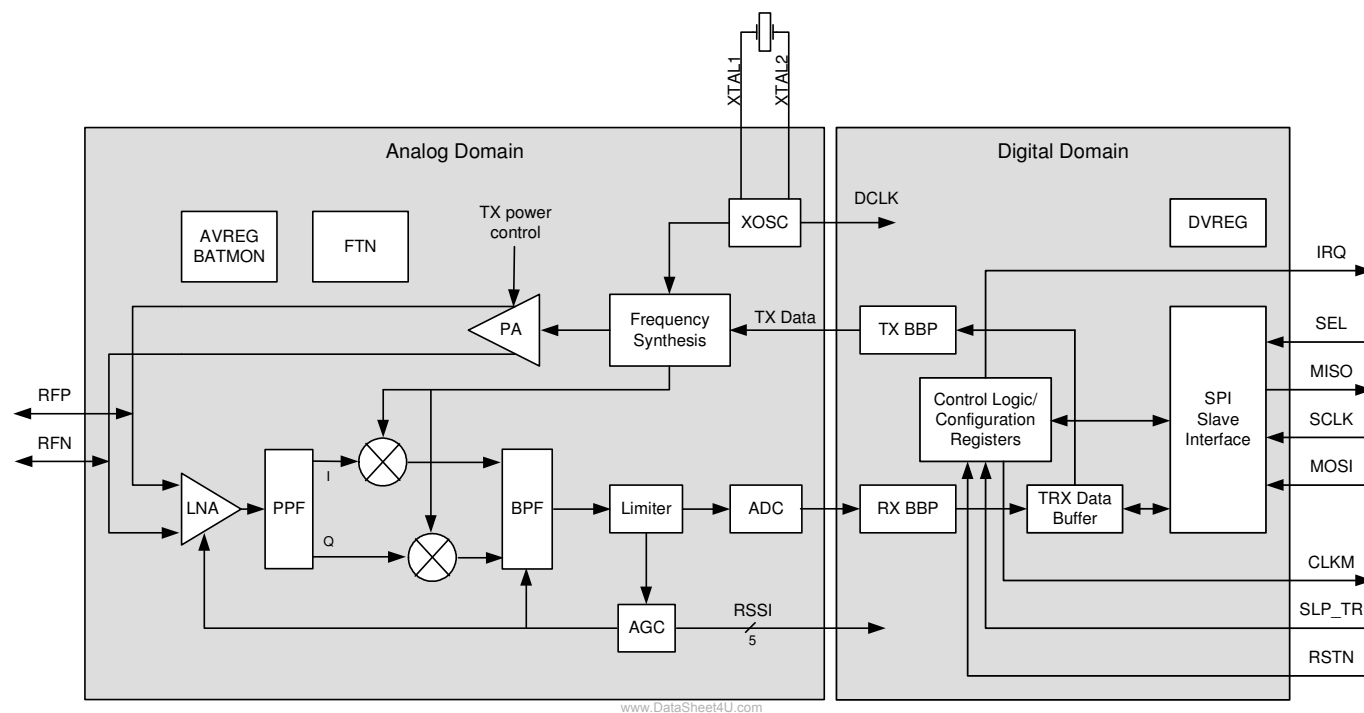 XTAL1
XTAL2
Analog Domain
Digital Domain
AVREG
BATMON
FTN
TX power
control
XOSC
DCLK
DVREG
IRQ
PA
Frequency
Synthesis
TX Data
TX BBP
SEL
MISO
SCLK
MOSI
Control Logic/
Configuration
Registers
SPI
Slave
Interface
RFP
RFN
LNA
PPF
I
Q
BPF
Limiter
ADC
RX BBP
TRX Data
Buffer
CLKM
AGC
RSSI
5
SLP_TR
RSTN
www.DataSheet4U.com